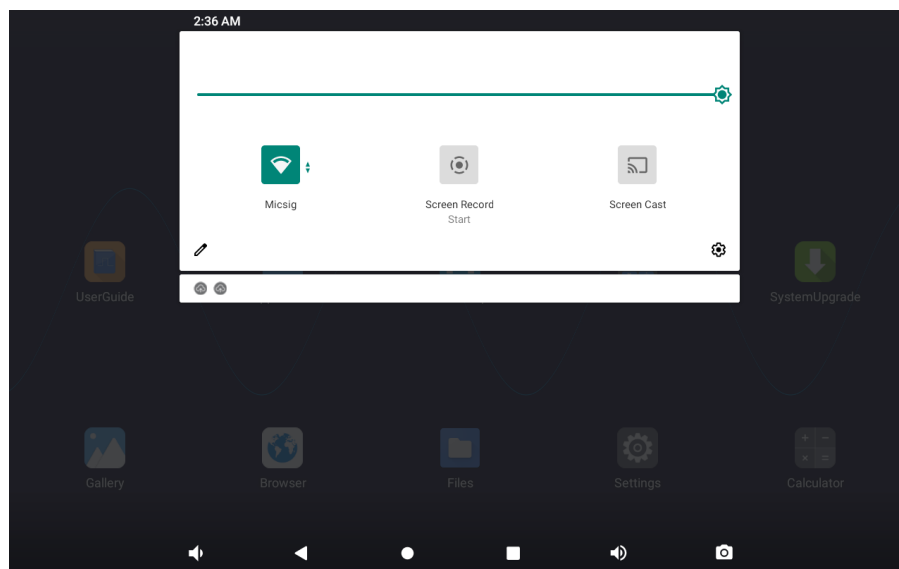 2:36 AM
Micsig
Screen Record
Screen Cast
Start
UserGuide
SystemUpgrade
Gallery
Browser
Files
Settings
Calculator